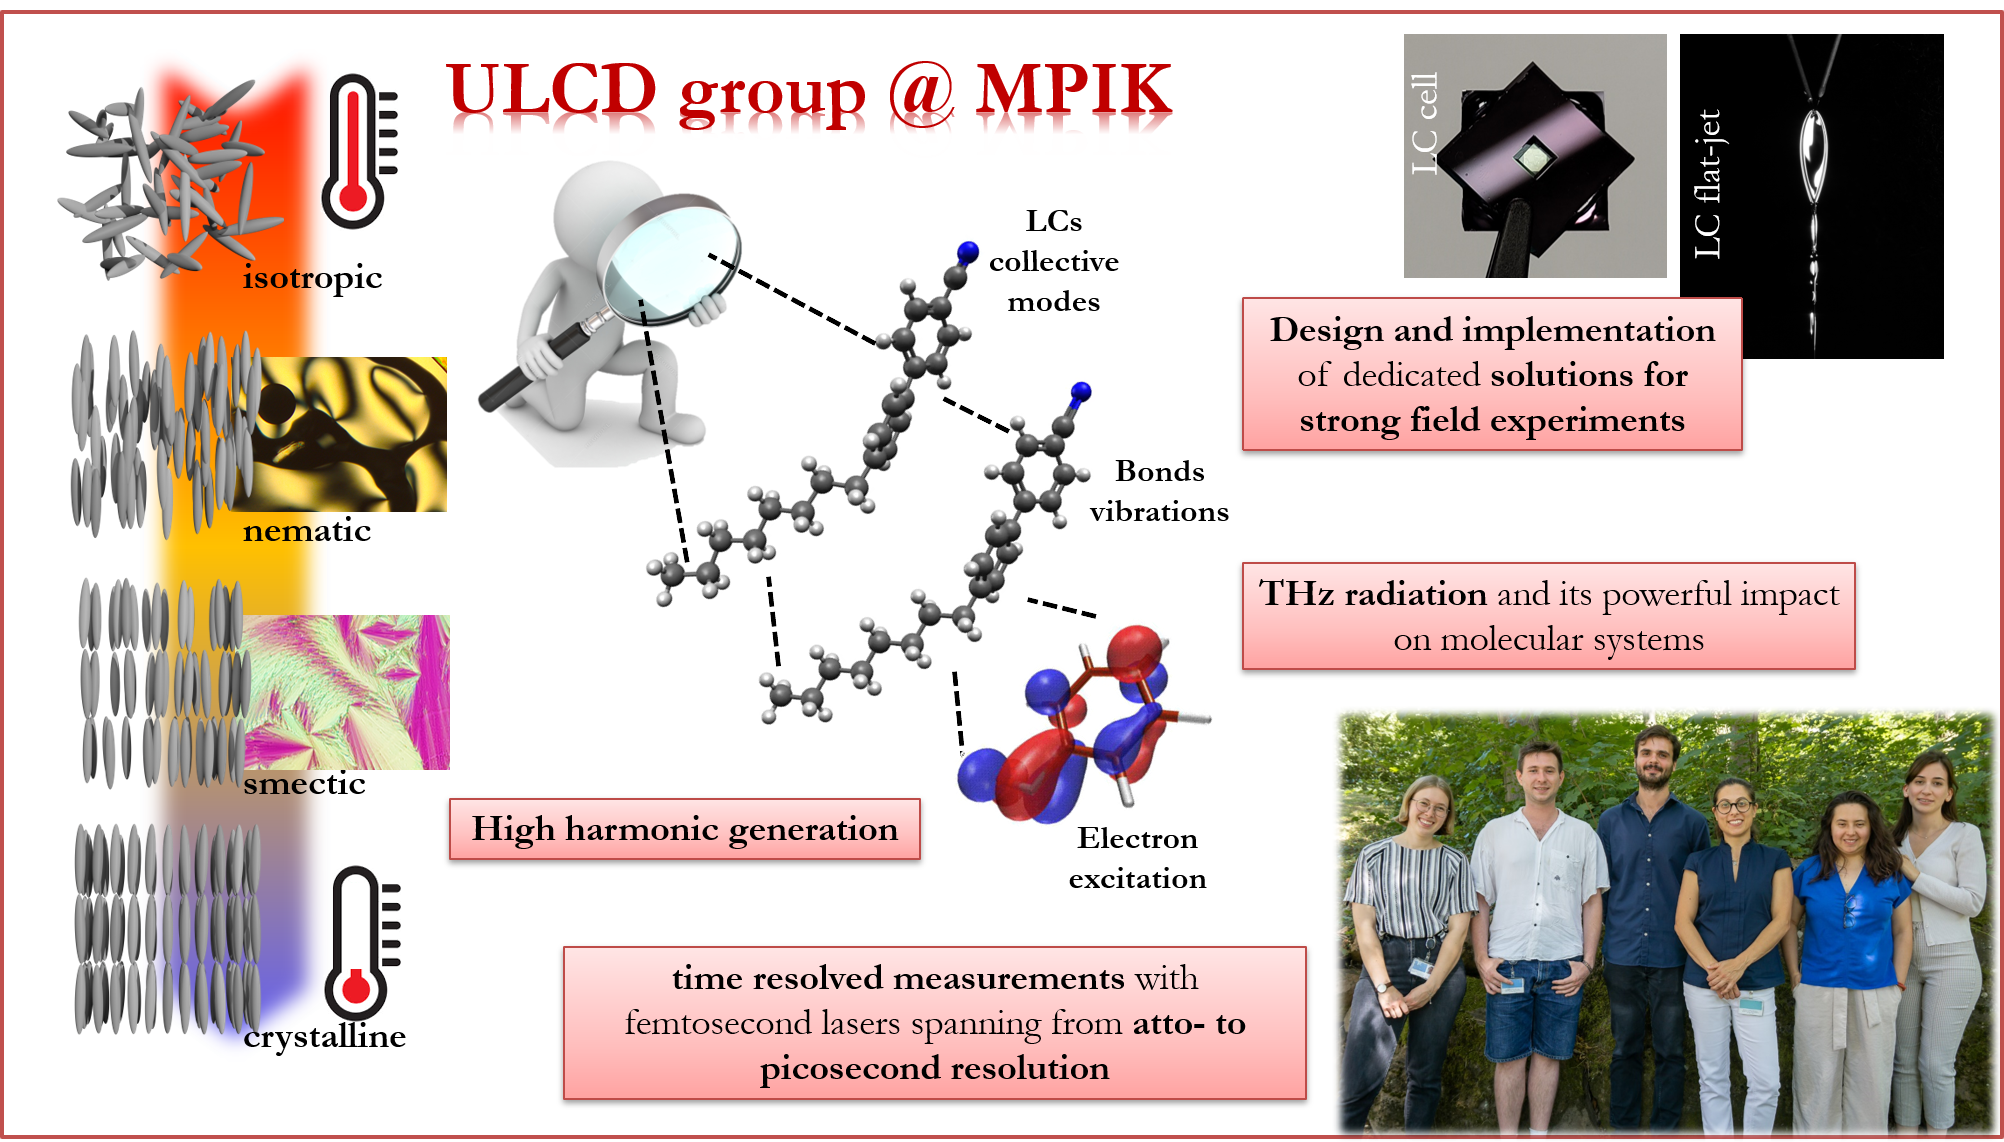 ULCD group @ MPIK
isotropic
nematic
smectic
crystalline
LCs
collective
modes
Bonds
vibrations
Electron
excitation
LC cell
LC flat-jet
Design and implementation
of dedicated solutions for
strong field experiments
THz radiation and its powerful impact
on molecular systems
High harmonic generation
time resolved measurements with
femtosecond lasers spanning from atto- to
picosecond resolution